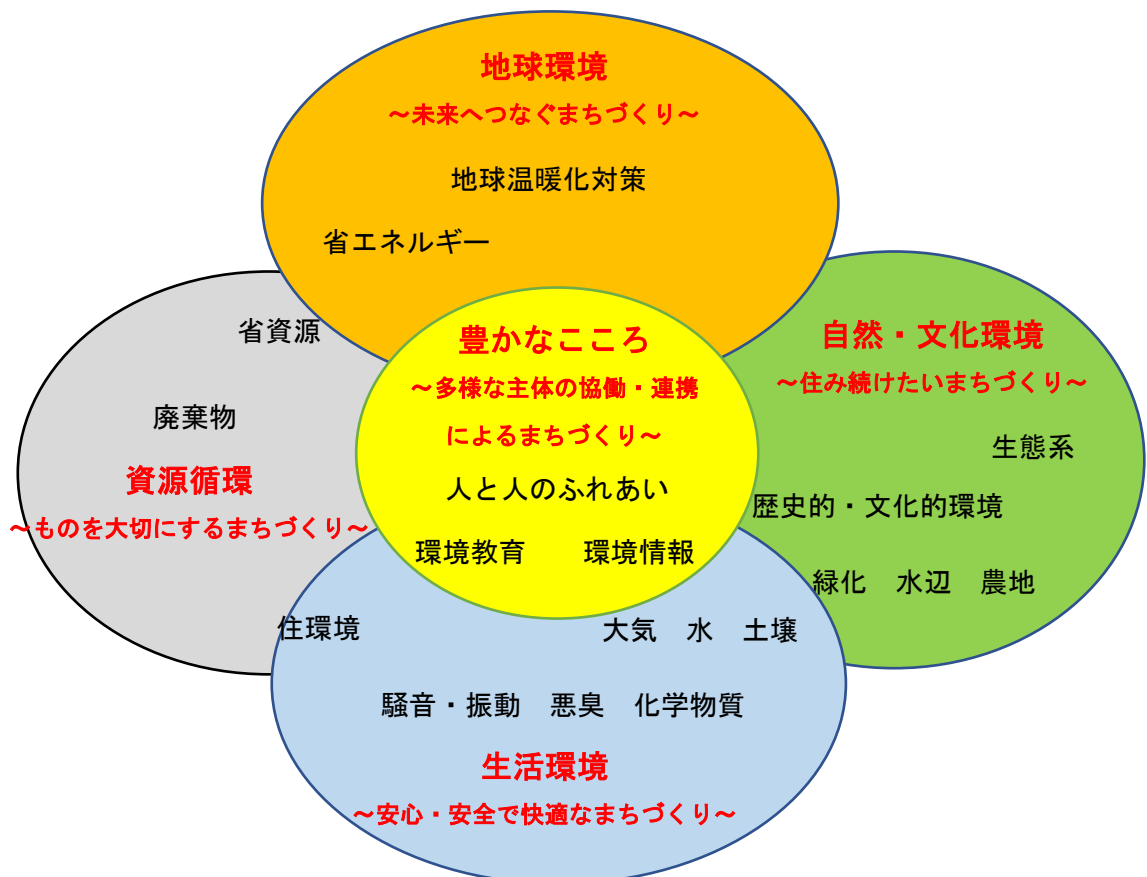 地球環境
～未来へつなぐまちづくり～
地球温暖化対策
省エネルギー
省資源
廃棄物
資源循環
～ものを大切にするまちづくり～
豊かなこころ
～多様な主体の協働・連携
によるまちづくり～
人と人のふれあい
環境教育　環境情報
自然・文化環境
～住み続けたいまちづくり～
生態系
歴史的・文化的環境
緑化　水辺　農地
住環境
大気　水　土壌
騒音・振動　悪臭　化学物質
生活環境
～安心・安全で快適なまちづくり～